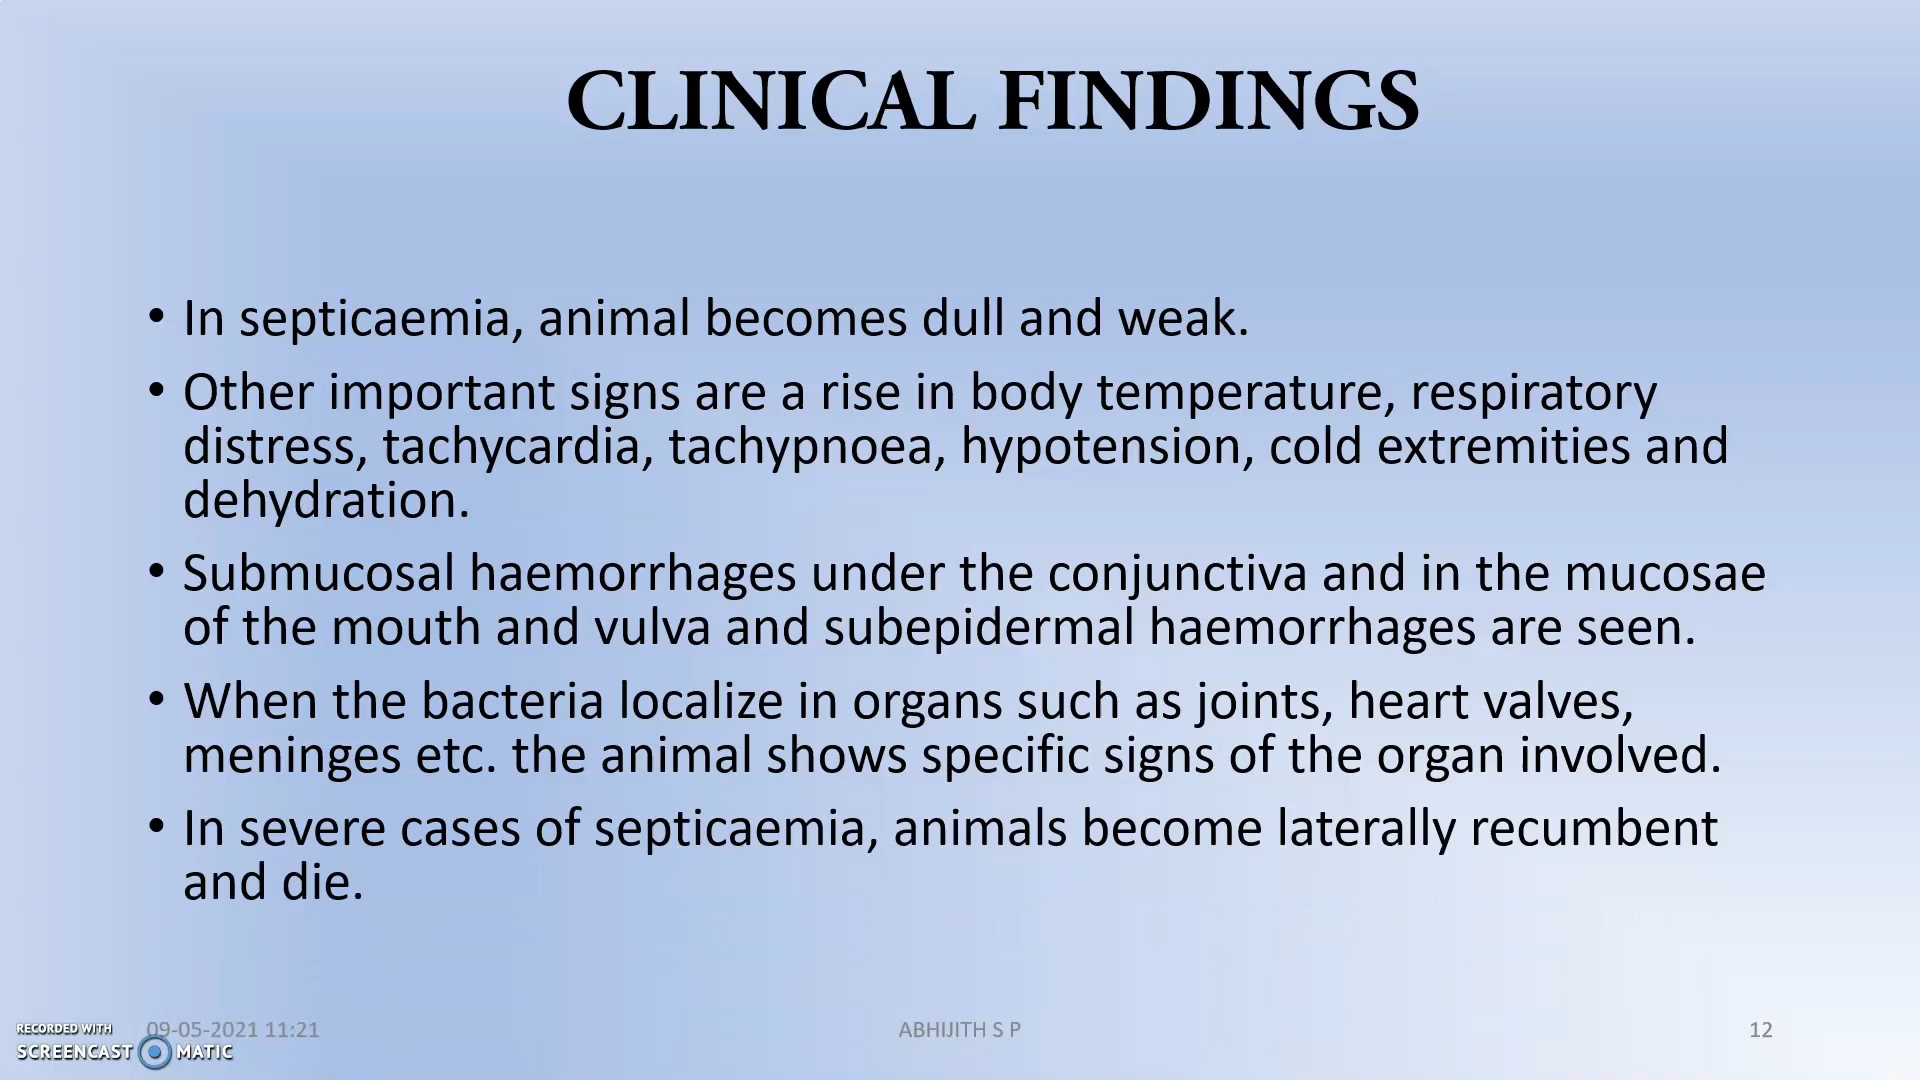 CLINICAL FINDINGS
• In septicaemia, animal becomes dull and weak.
• Other important signs are a rise in body temperature, respiratory
distress, tachycardia, tachypnoea, hypotension, cold extremities and
dehydration.
• Submucosal haemorrhages under the conjunctiva and in the mucosae
of the mouth and vulva and subepidermal haemorrhages are seen.
• When the bacteria localize in organs such as joints, heart valves,
meninges etc. the animal shows specific signs of the organ involved.
• In severe cases of septicaemia, animals become laterally recumbent
and die.
RECORDED WITH
SCREENCAST MATIC
09-05-2021 11:21
ABHIJITH S P
12